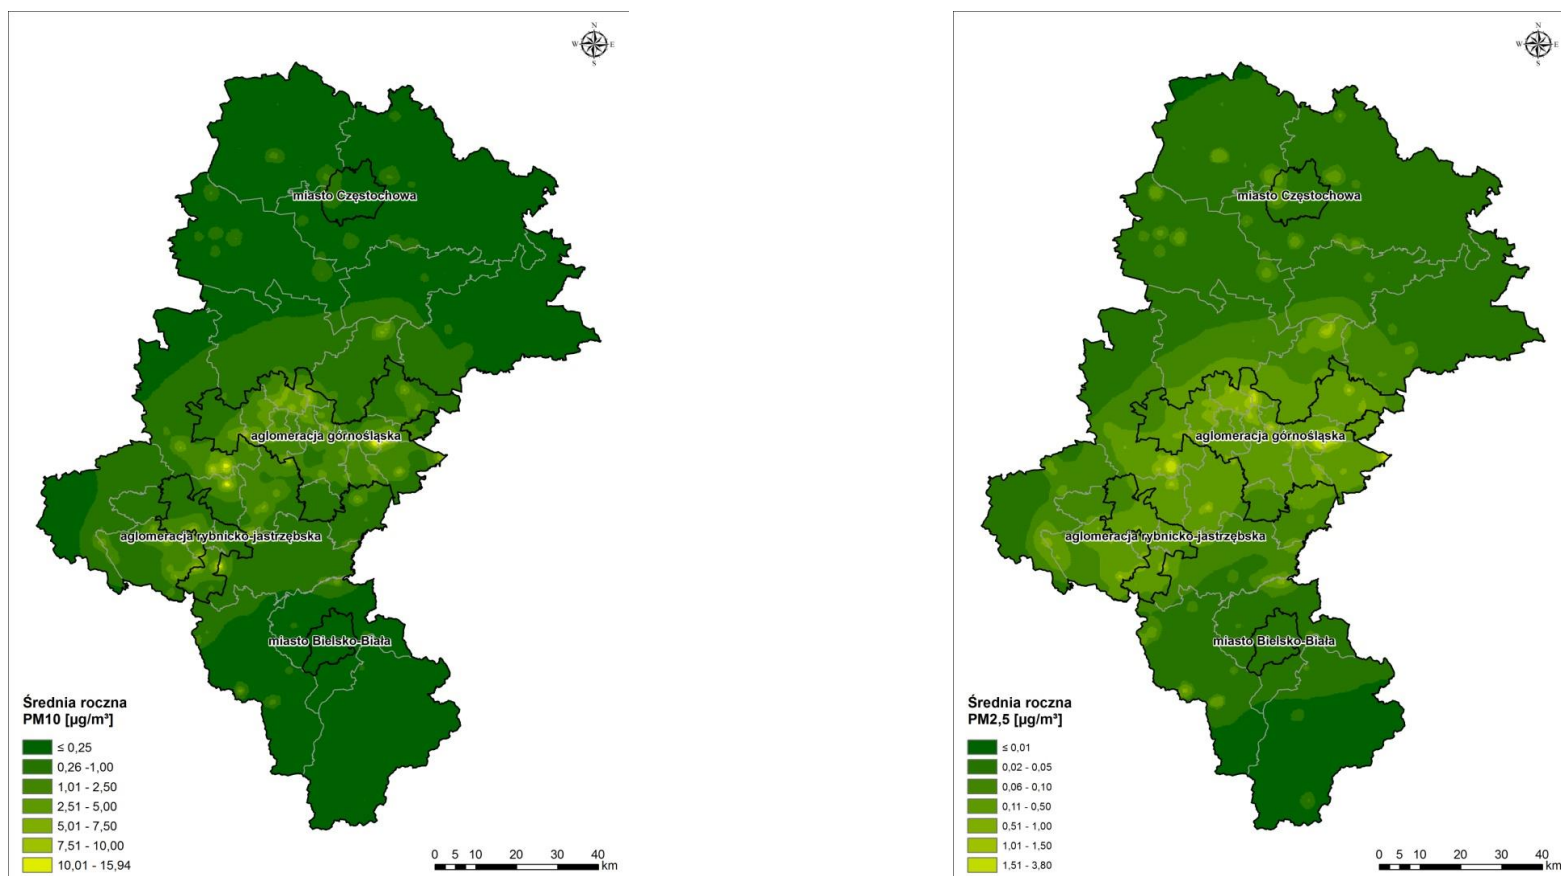 N
W E
S
miasto Częstochowa
aglomeracja górnośląska
aglomeracja rybnicko-jastrzębska
miasto Bielsko-Biała
Średnia roczna
PM10 [µg/m³]
≤ 0,25
0,26 -1,00
1,01 - 2,50
2,51 - 5,00
5,01 - 7,50
7,51 - 10,00
10,01 - 15,94
0 5 10 20 30 40
km
N
W E
S
miasto Częstochowa
aglomeracja górnośląska
aglomeracja rybnicko-jastrzębska
miasto Bielsko-Biała
Średnia roczna
PM2,5 [µg/m³]
≤ 0,01
0,02 - 0,05
0,06 - 0,10
0,11 - 0,50
0,51 - 1,00
1,01 - 1,50
1,51 - 3,80
0 5 10 20 30 40
km